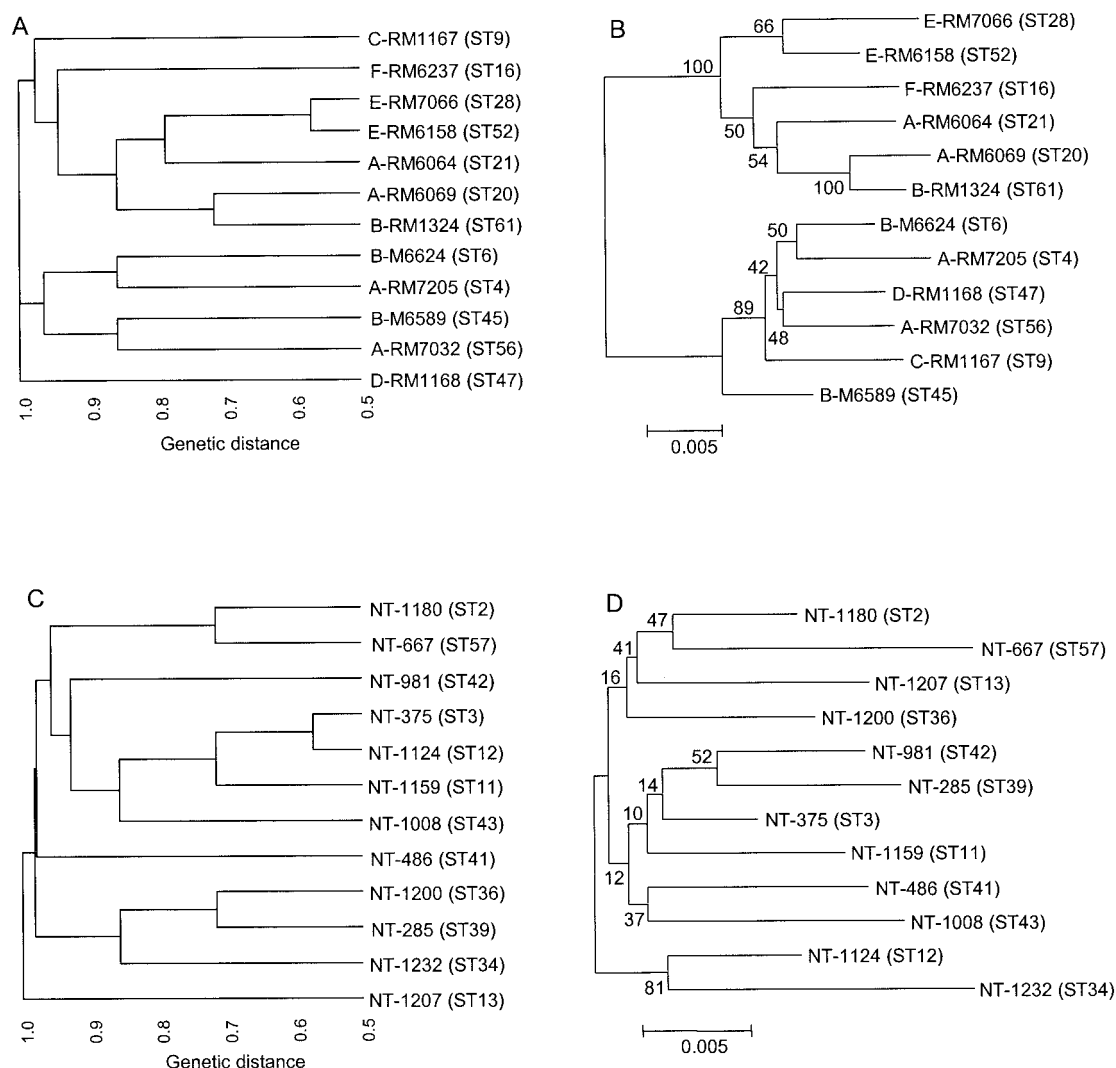 A
C-RM1167 (ST9)
F-RM6237 (ST16)
E-RM7066 (ST28)
E-RM6158 (ST52)
A-RM6064 (ST21)
A-RM6069 (ST20)
B-RM1324 (ST61)
B-M6624 (ST6)
A-RM7205 (ST4)
B-M6589 (ST45)
A-RM7032 (ST56)
D-RM1168 (ST47)
1.0 0.9 0.8 0.7 0.6 0.5
Genetic distance
B
E-RM7066 (ST28)
66
E-RM6158 (ST52)
100
F-RM6237 (ST16)
A-RM6064 (ST21)
50
A-RM6069 (ST20)
54
B-RM1324 (ST61)
100
B-M6624 (ST6)
50
A-RM7205 (ST4)
42
D-RM1168 (ST47)
89
A-RM7032 (ST56)
48
C-RM1167 (ST9)
B-M6589 (ST45)
0.005
C
NT-1180 (ST2)
NT-667 (ST57)
NT-981 (ST42)
NT-375 (ST3)
NT-1124 (ST12)
NT-1159 (ST11)
NT-1008 (ST43)
NT-486 (ST41)
NT-1200 (ST36)
NT-285 (ST39)
NT-1232 (ST34)
NT-1207 (ST13)
1.0 0.9 0.8 0.7 0.6 0.5
Genetic distance
D
NT-1180 (ST2)
47
NT-667 (ST57)
41
NT-1207 (ST13)
16
NT-1200 (ST36)
NT-981 (ST42)
52
NT-285 (ST39)
14
NT-375 (ST3)
10
NT-1159 (ST11)
12
NT-486 (ST41)
37
NT-1008 (ST43)
NT-1124 (ST12)
81
NT-1232 (ST34)
0.005